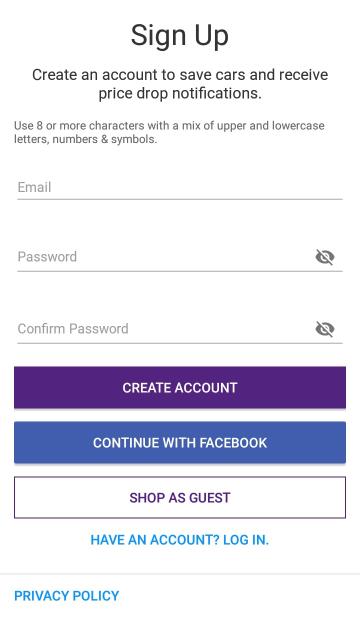 Sign Up
Create an account to save cars and receive
price drop notifications.
Use 8 or more characters with a mix of upper and lowercase
letters, numbers & symbols.
Email
Password
Confirm Password
CREATE ACCOUNT
CONTINUE WITH FACEBOOK
SHOP AS GUEST
HAVE AN ACCOUNT? LOG IN.
PRIVACY POLICY